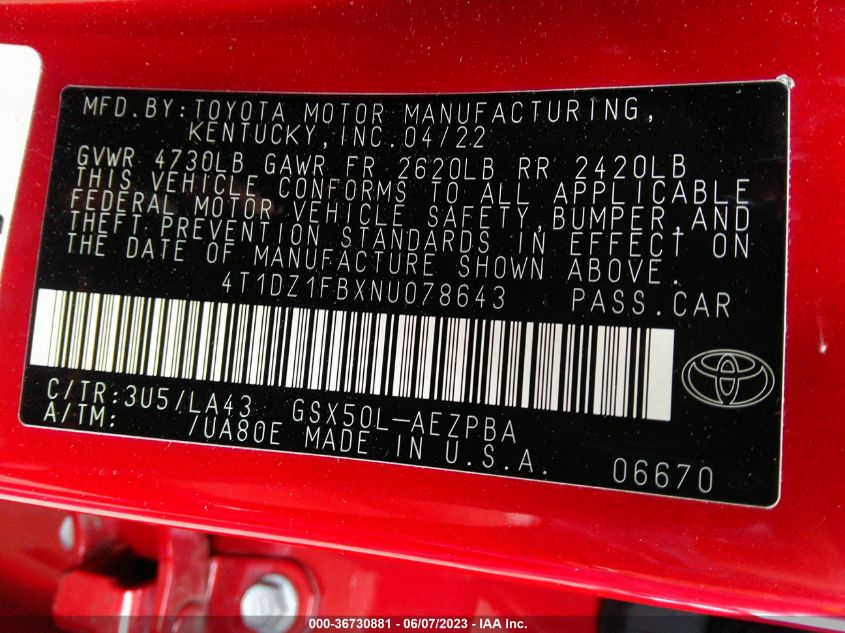 MFD.BY:TOYOTA MOTOR MANUFACTURING,
KENTUCKY, INC. 04/22
GVWR 4730LB GAWR FR 2620LB RR 2420LB
THIS VEHICLE CONFORMS TO ALL APPLICABLE
FEDERAL MOTOR VEHICLE SAFETY,BUMPER,AND
THEFT PREVENTION STANDARDS IN EFFECT ON
THE DATE OF MANUFACTURE SHOWN ABOVE.
4T1DZ1FBXNU078643 PASS.CAR
C/TR:3U5/LA43 GSX50L-AEZPBA
A/TM: /UA80E MADE IN U.S.A.
06670
000-36730881 - 06/07/2023 - IAA Inc.